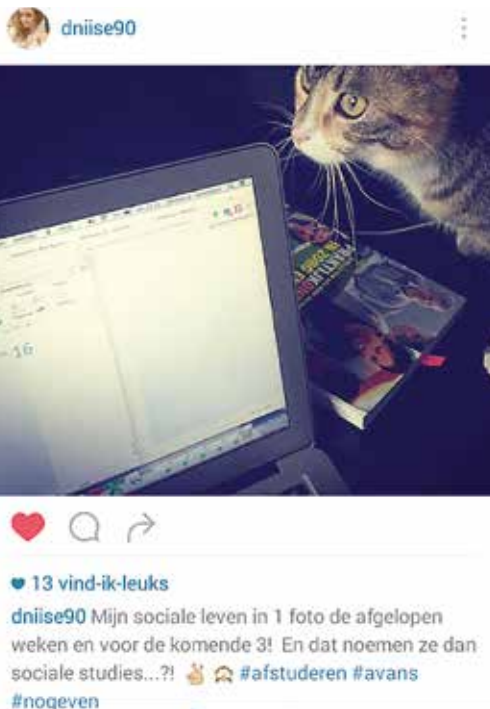 dniise90
16
13 vind-ik-leuks
dniise90 Mijn sociale leven in 1 foto de afgelopen
weken en voor de komende 3! En dat noemen ze dan
sociale studies...?! ✌️ 🙊 #afstuderen #avans
#nogeven